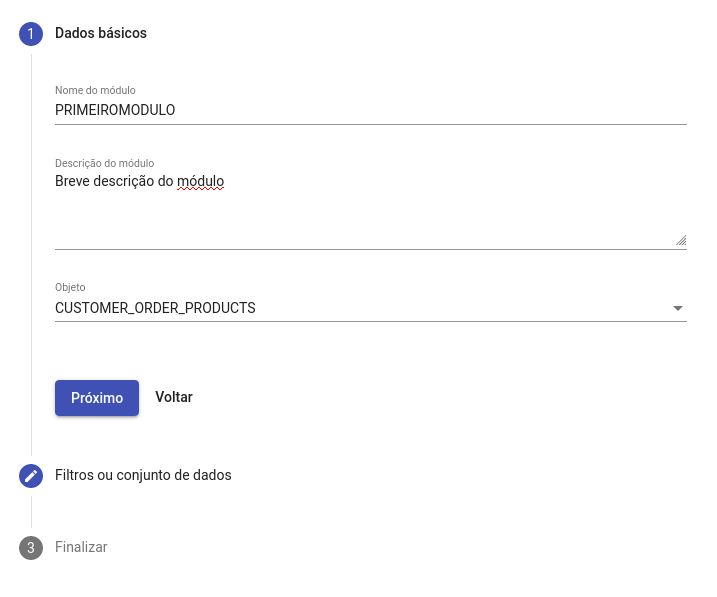 1 Dados básicos
Nome do módulo
PRIMEIROMODULO
Descrição do módulo
Breve descrição do módulo
Objeto
CUSTOMER_ORDER_PRODUCTS
Próximo Voltar
Filtros ou conjunto de dados
3 Finalizar